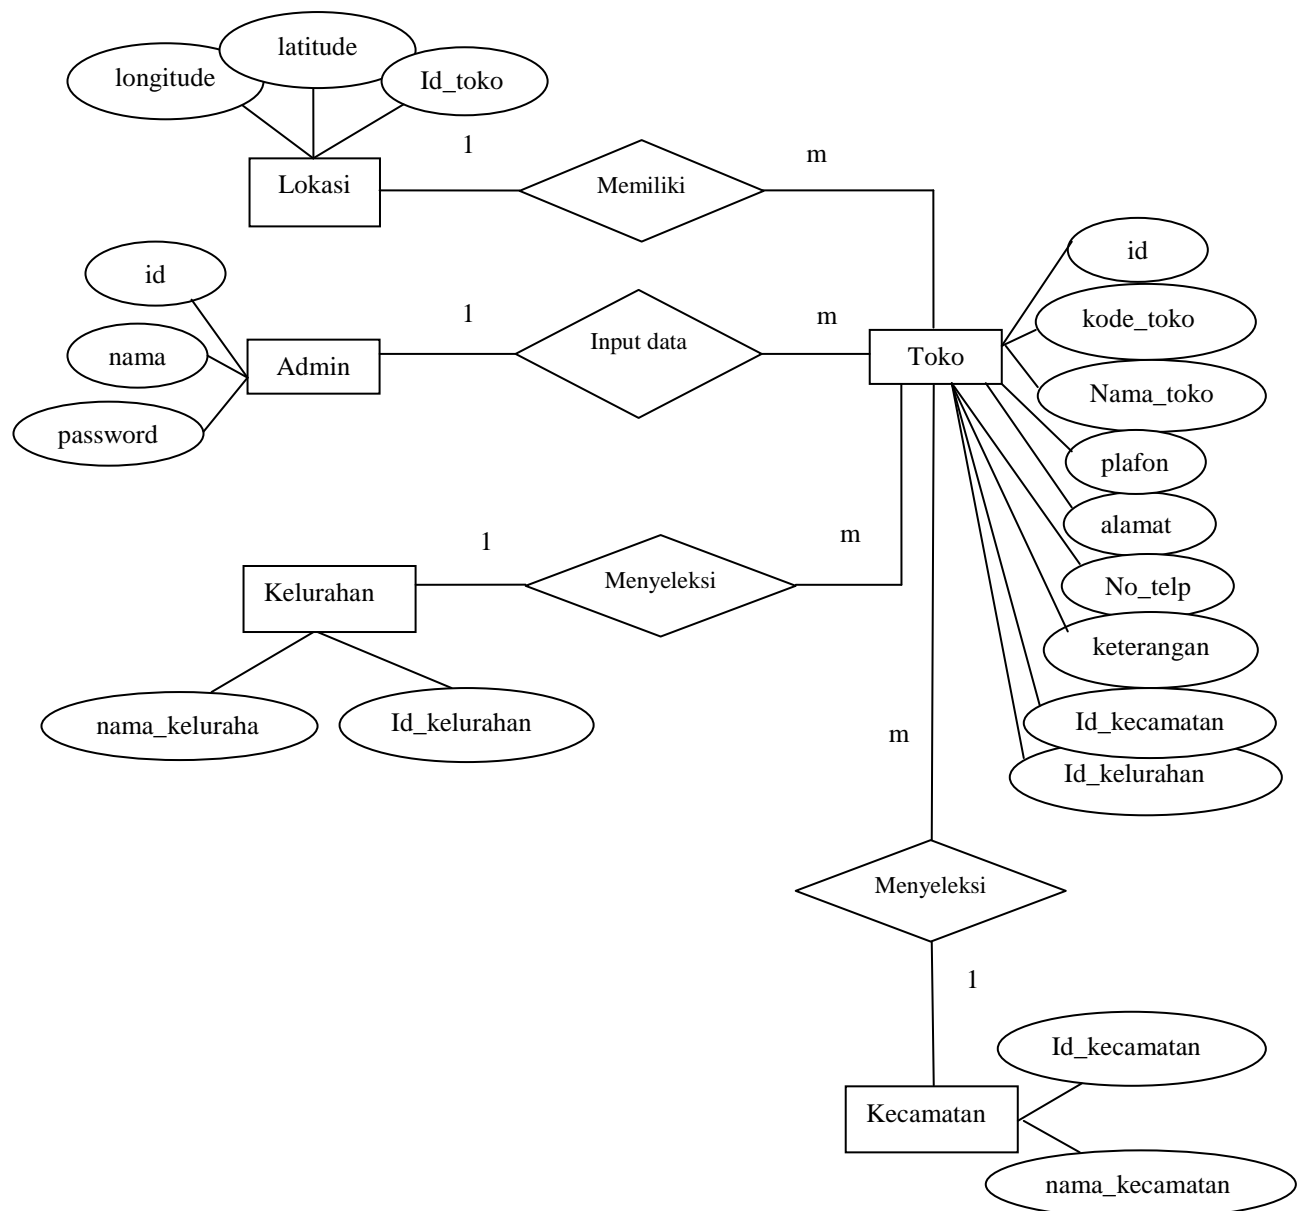 latitude
longitude
Id_toko
1
m
Lokasi
Memiliki
id
id
1
m
kode_toko
nama
Admin
Input data
Toko
Nama_toko
password
plafon
alamat
1
m
No_telp
Kelurahan
Menyeleksi
keterangan
nama_keluraha
Id_kelurahan
m
Id_kecamatan
Id_kelurahan
Menyeleksi
1
Id_kecamatan
Kecamatan
nama_kecamatan